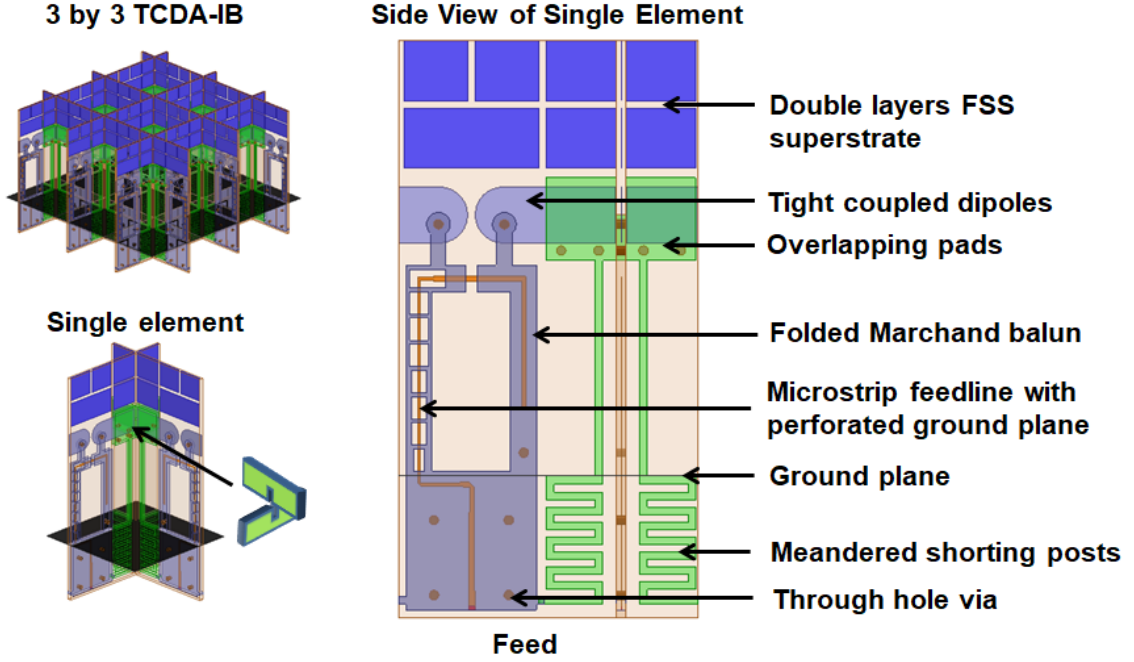 3 by 3 TCDA-IB
Side View of Single Element
Double layers FSS
superstrate
Tight coupled dipoles
Overlapping pads
Single element
Folded Marchand balun
Microstrip feedline with
perforated ground plane
Ground plane
Meandered shorting posts
Through hole via
Feed